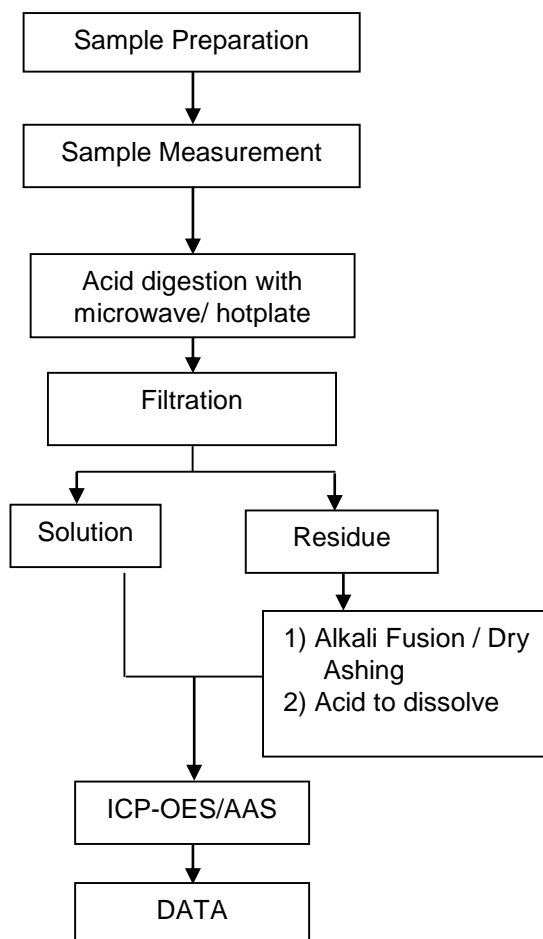 Sample Preparation
Sample Measurement
Acid digestion with
microwave/ hotplate
Filtration
Solution
Residue
1) Alkali Fusion / Dry
Ashing
2) Acid to dissolve
ICP-OES/AAS
DATA